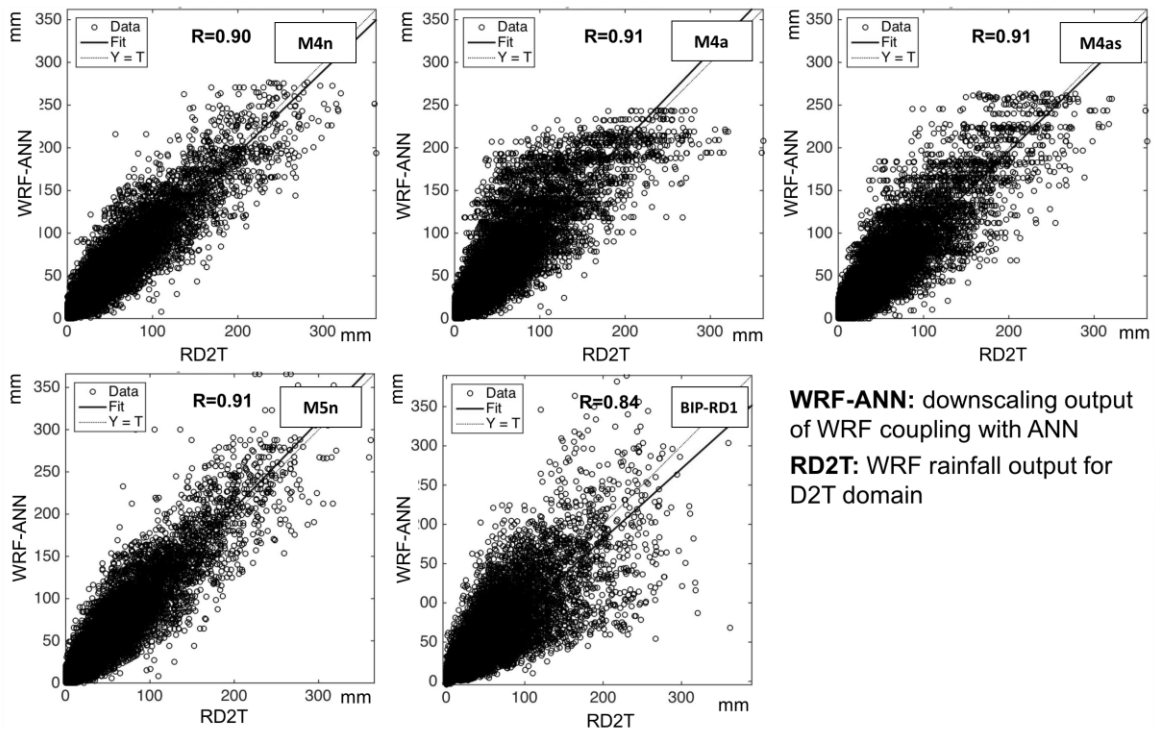 mm
350
300
250
200
150
100
50
0
WRF-ANN
Data
Fit
Y = T
R=0.90
M4n
0 100 200 300 mm
RD2T
mm
350
300
250
200
150
100
50
0
WRF-ANN
Data
Fit
Y = T
R=0.91
M4a
0 100 200 300 mm
RD2T
mm
350
300
250
200
150
100
50
0
WRF-ANN
Data
Fit
Y = T
R=0.91
M4as
0 100 200 300 mm
RD2T
mm
350
300
250
200
150
100
50
0
WRF-ANN
Data
Fit
Y = T
R=0.91
M5n
0 100 200 300 mm
RD2T
mm
350
300
250
200
50
00
50
0
WRF-ANN
Data
Fit
Y = T
R=0.84
BIP-RD1
0 100 200 300 mm
RD2T
WRF-ANN: downscaling output
of WRF coupling with ANN
RD2T: WRF rainfall output for
D2T domain